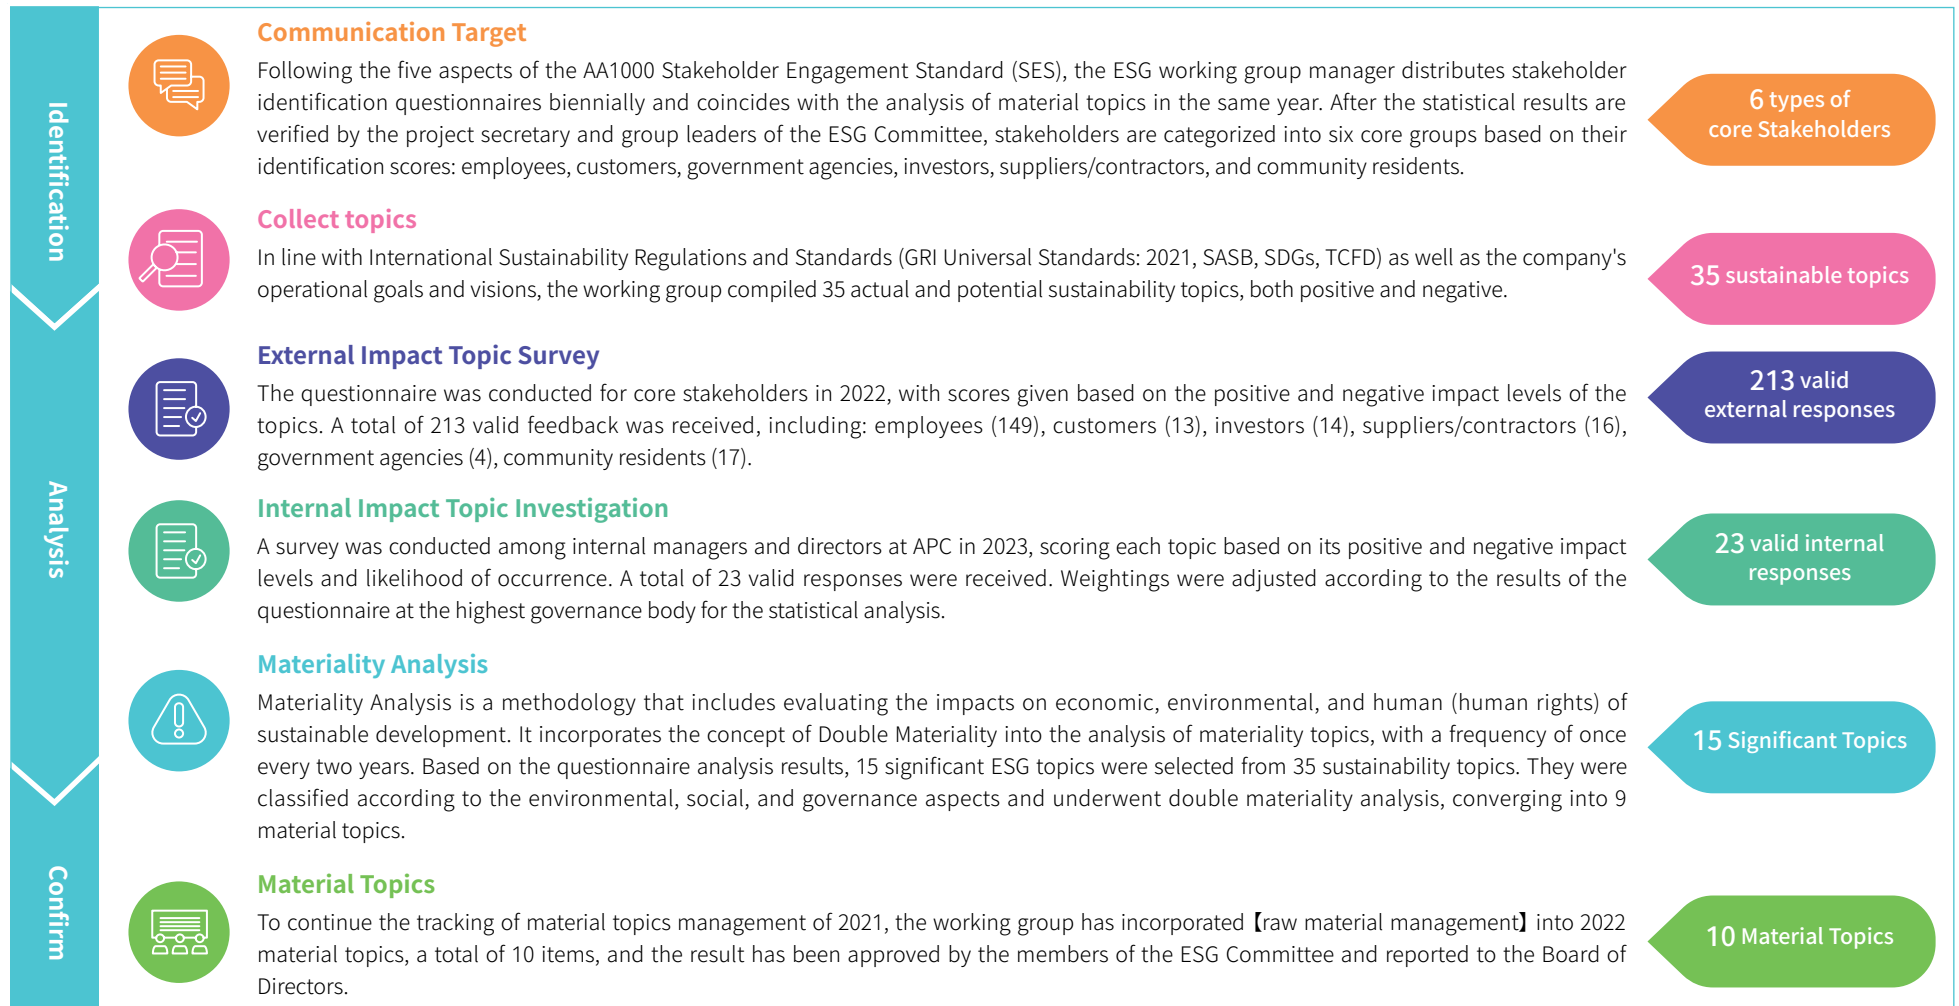 Identification
Communication Target
Following the five aspects of the AA1000 Stakeholder Engagement Standard (SES), the ESG working group manager distributes stakeholder
identification questionnaires biennially and coincides with the analysis of material topics in the same year. After the statistical results are
verified by the project secretary and group leaders of the ESG Committee, stakeholders are categorized into six core groups based on their
identification scores: employees, customers, government agencies, investors, suppliers/contractors, and community residents.
6 types of
core Stakeholders
Collect topics
In line with International Sustainability Regulations and Standards (GRI Universal Standards: 2021, SASB, SDGs, TCFD) as well as the company's
operational goals and visions, the working group compiled 35 actual and potential sustainability topics, both positive and negative.
35 sustainable topics
Analysis
External Impact Topic Survey
The questionnaire was conducted for core stakeholders in 2022, with scores given based on the positive and negative impact levels of the
topics. A total of 213 valid feedback was received, including: employees (149), customers (13), investors (14), suppliers/contractors (16),
government agencies (4), community residents (17).
213 valid
external responses
Internal Impact Topic Investigation
A survey was conducted among internal managers and directors at APC in 2023, scoring each topic based on its positive and negative impact
levels and likelihood of occurrence. A total of 23 valid responses were received. Weightings were adjusted according to the results of the
questionnaire at the highest governance body for the statistical analysis.
23 valid internal
responses
Materiality Analysis
Materiality Analysis is a methodology that includes evaluating the impacts on economic, environmental, and human (human rights) of
sustainable development. It incorporates the concept of Double Materiality into the analysis of materiality topics, with a frequency of once
every two years. Based on the questionnaire analysis results, 15 significant ESG topics were selected from 35 sustainability topics. They were
classified according to the environmental, social, and governance aspects and underwent double materiality analysis, converging into 9
material topics.
15 Significant Topics
Confirm
Material Topics
To continue the tracking of material topics management of 2021, the working group has incorporated【raw material management】into 2022
material topics, a total of 10 items, and the result has been approved by the members of the ESG Committee and reported to the Board of
Directors.
10 Material Topics